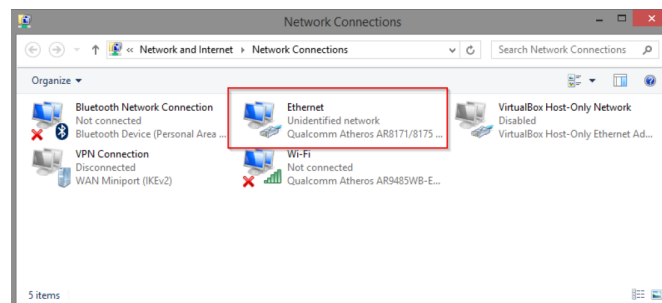 Network Connections
« Network and Internet ▸ Network Connections
Search Network Connections
Organize
Bluetooth Network Connection
Not connected
Bluetooth Device (Personal Area ...
Ethernet
Unidentified network
Qualcomm Atheros AR8171/8175 ...
VirtualBox Host-Only Network
Disabled
VirtualBox Host-Only Ethernet Ad...
VPN Connection
Disconnected
WAN Miniport (IKEv2)
Wi-Fi
Not connected
Qualcomm Atheros AR9485WB-E...
5 items